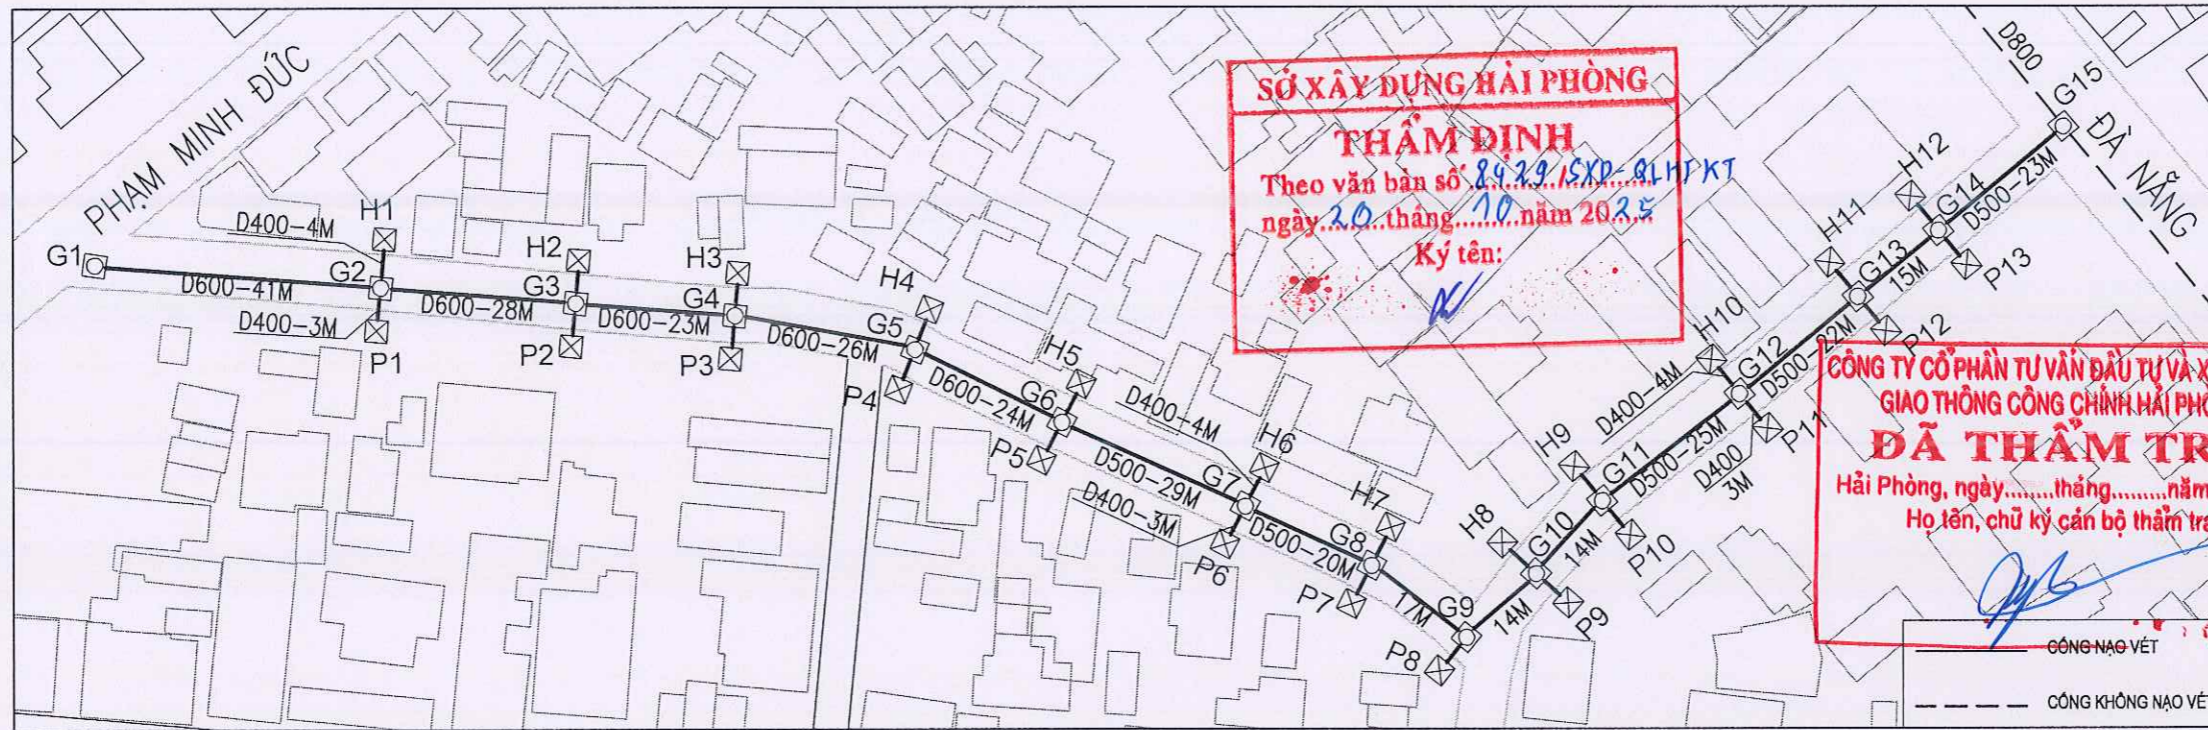 PHẠM MINH ĐỨC
G1
D600-41M
D400-4M
H1
G2
D400-3M
P1
D600-28M
H2
G3
P2
D600-23M
H3
G4
P3
D600-26M
H4
G5
P4
D600-24M
H5
G6
P5
D500-29M
D400-4M
H6
G7
D400-3M
P6
D500-20M
H7
G8
P7
17M
G9
P8
14M
H8
G10
P9
14M
H9
G11
P10
D500-25M
D400-4M
H10
G12
D400
3M
P11
D500-22M
H11
G13
P12
15M
H12
G14
P13
D500-23M
G15
D800
ĐÀ NẴNG
SỞ XÂY DỰNG HẢI PHÒNG
THẨM ĐỊNH
Theo văn bản số 8429/SXD-QLHTKT
ngày 20 tháng 10 năm 2025
Ký tên:
CÔNG TY CỔ PHẦN TƯ VẤN ĐẦU TƯ VÀ X
GIAO THÔNG CÔNG CHÍNH HẢI PHÒ
ĐÃ THẨM TR
Hải Phòng, ngày........tháng.........năm
Họ tên, chữ ký cán bộ thẩm tra
CỐNG NẠO VÉT
CỐNG KHÔNG NẠO VÉT